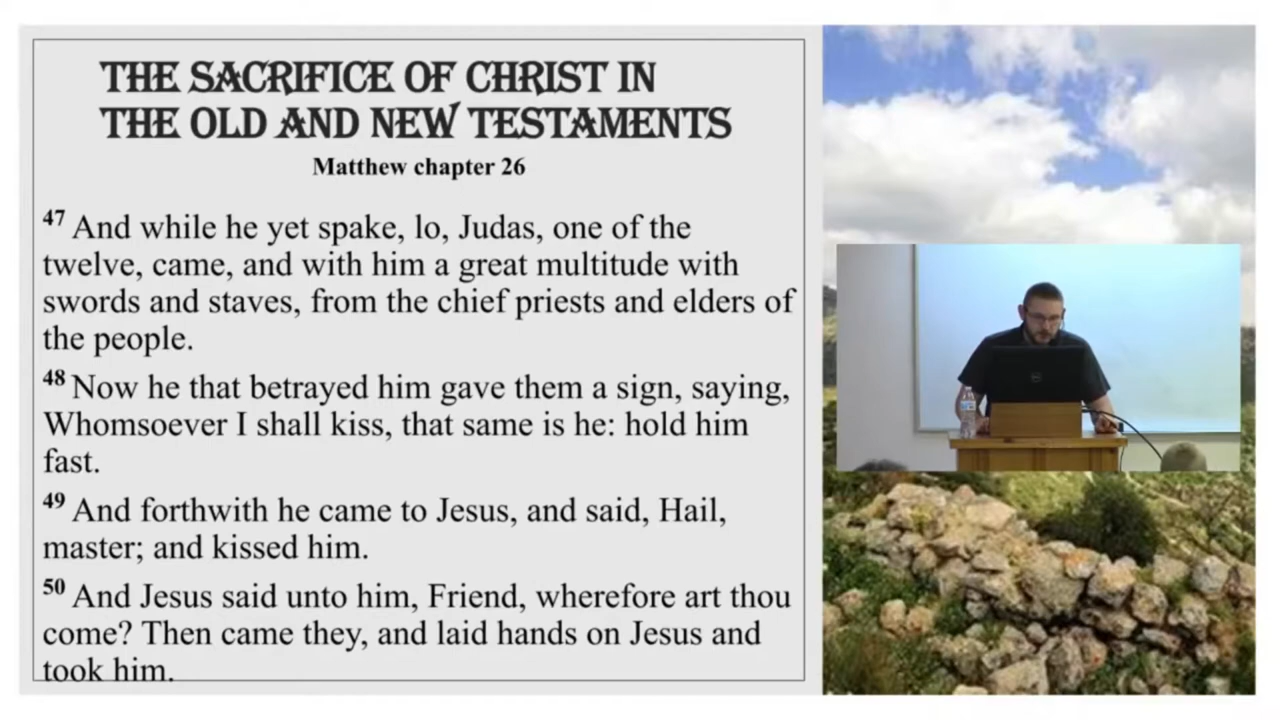 THE SACRIFICE OF CHRIST IN
THE OLD AND NEW TESTAMENTS
Matthew chapter 26
47 And while he yet spake, lo, Judas, one of the
twelve, came, and with him a great multitude with
swords and staves, from the chief priests and elders of
the people.
48 Now he that betrayed him gave them a sign, saying,
Whomsoever I shall kiss, that same is he: hold him
fast.
49 And forthwith he came to Jesus, and said, Hail,
master; and kissed him.
50 And Jesus said unto him, Friend, wherefore art thou
come? Then came they, and laid hands on Jesus and
took him.